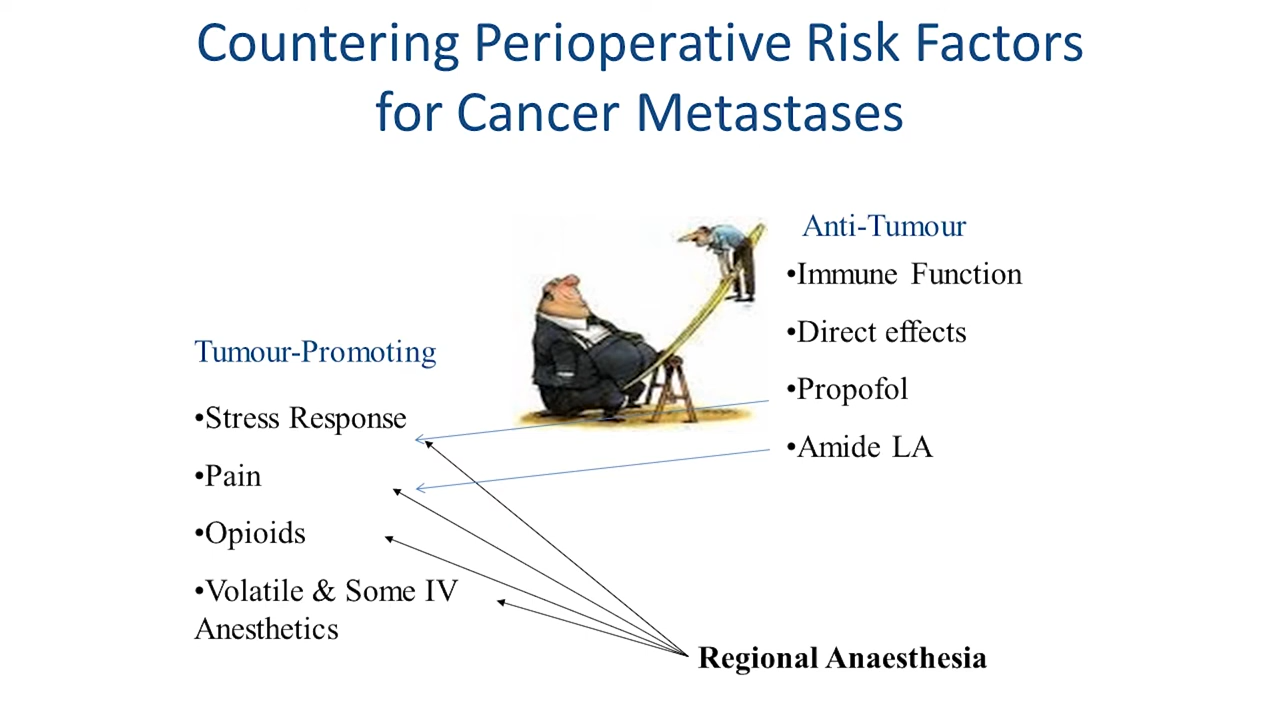 Countering Perioperative Risk Factors
for Cancer Metastases
Tumour-Promoting
•Stress Response
•Pain
•Opioids
•Volatile & Some IV
Anesthetics
Anti-Tumour
•Immune Function
•Direct effects
•Propofol
•Amide LA
Regional Anaesthesia